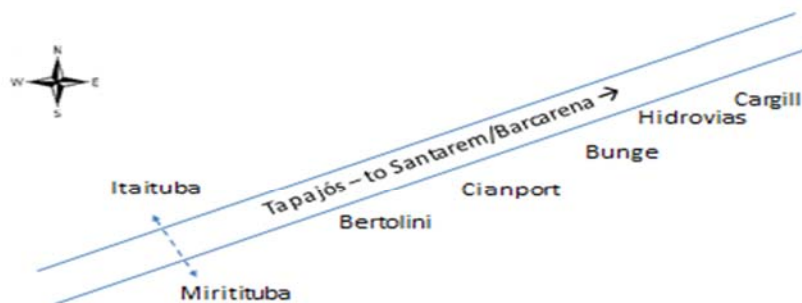 N
W E
S
Cargill
Hidrovias
Tapajós – to Santarem/Barcarena →
Bunge
Itaituba
Cianport
Bertolini
Miritituba